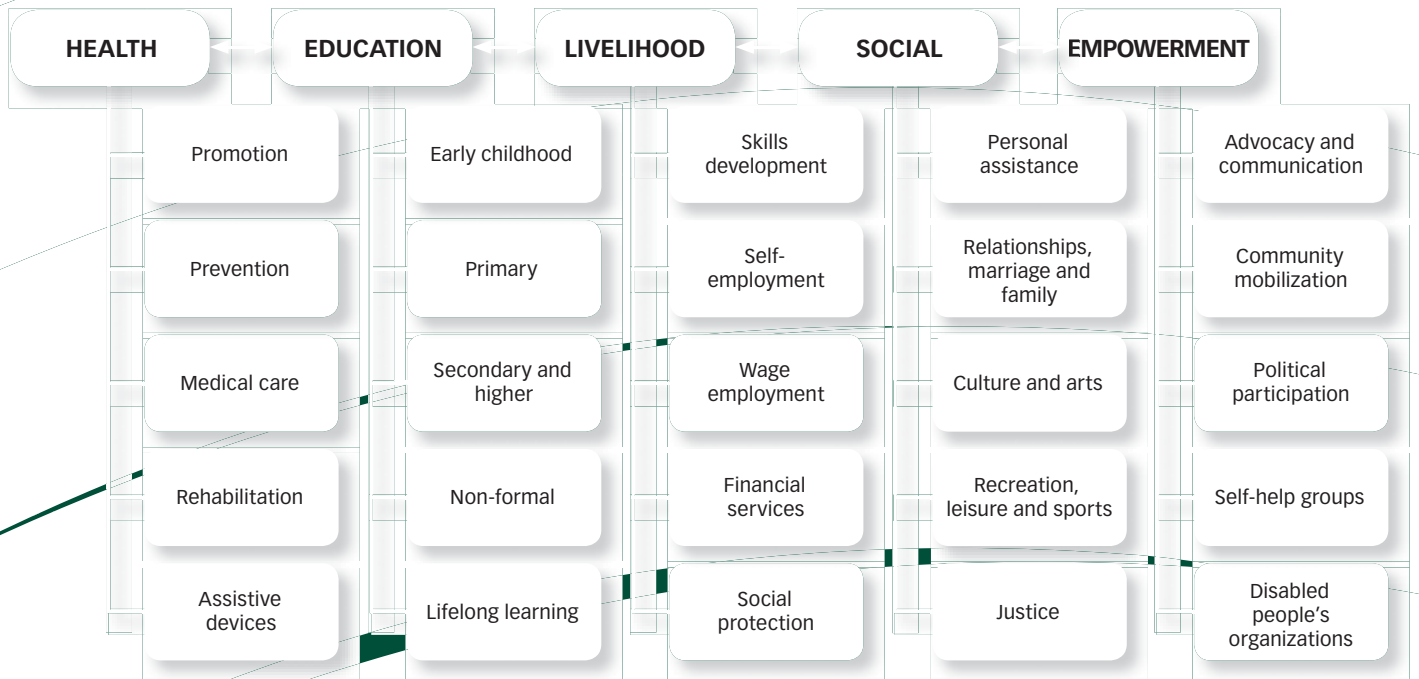 HEALTH
EDUCATION
LIVELIHOOD
SOCIAL
EMPOWERMENT
Promotion
Prevention
Medical care
Rehabilitation
Assistive
devices
Early childhood
Primary
Secondary and
higher
Non-formal
Lifelong learning
Skills
development
Self-
employment
Wage
employment
Financial
services
Social
protection
Personal
assistance
Relationships,
marriage and
family
Culture and arts
Recreation,
leisure and sports
Justice
Advocacy and
communication
Community
mobilization
Political
participation
Self-help groups
Disabled
people's
organizations